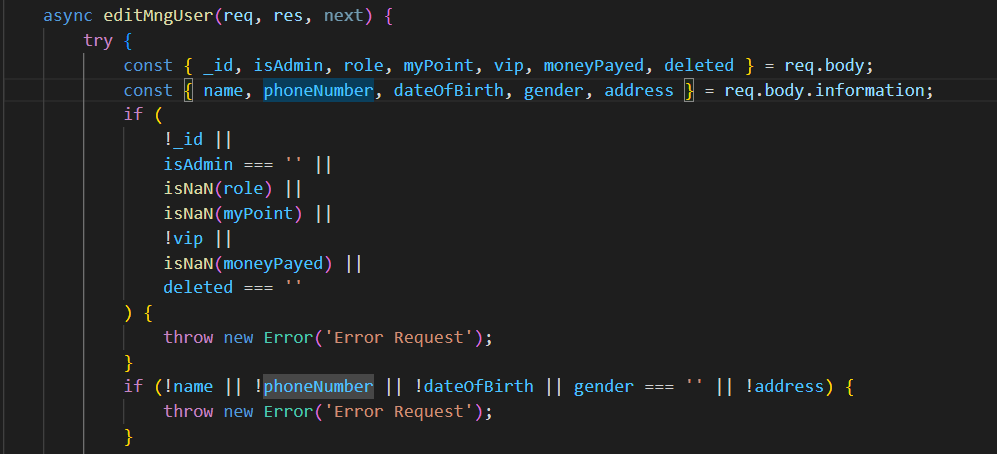 async editMngUser(req, res, next) {
try {
const { _id, isAdmin, role, myPoint, vip, moneyPayed, deleted } = req.body;
const { name, phoneNumber, dateOfBirth, gender, address } = req.body.information;
if (
!_id ||
isAdmin === '' ||
isNaN(role) ||
isNaN(myPoint) ||
!vip ||
isNaN(moneyPayed) ||
deleted === ''
) {
throw new Error('Error Request');
}
if (!name || !phoneNumber || !dateOfBirth || gender === '' || !address) {
throw new Error('Error Request');
}